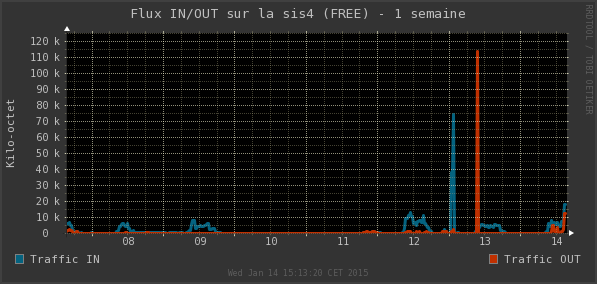 Flux IN/OUT sur la sis4 (FREE) - 1 semaine
RRDTOOL / TOBI OETIKER
Kilo-octet
120 k
110 k
100 k
90 k
80 k
70 k
60 k
50 k
40 k
30 k
20 k
10 k
0
08 09 10 11 12 13 14
Traffic IN Traffic OUT
Wed Jan 14 15:13:20 CET 2015